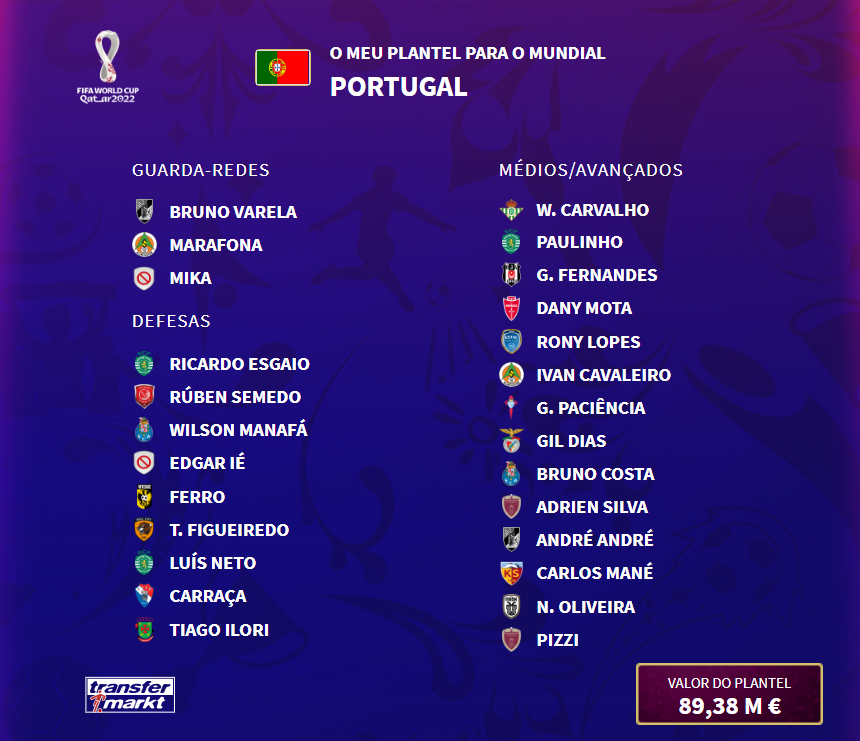 FIFA WORLD CUP
Qatar2022
O MEU PLANTEL PARA O MUNDIAL
PORTUGAL
GUARDA-REDES
BRUNO VARELA
MARAFONA
MIKA
DEFESAS
RICARDO ESGAIO
RÚBEN SEMEDO
WILSON MANAFÁ
EDGAR IÉ
FERRO
T. FIGUEIREDO
LUÍS NETO
CARRAÇA
TIAGO ILORI
MÉDIOS/AVANÇADOS
W. CARVALHO
PAULINHO
G. FERNANDES
DANY MOTA
RONY LOPES
IVAN CAVALEIRO
G. PACIÊNCIA
GIL DIAS
BRUNO COSTA
ADRIEN SILVA
ANDRÉ ANDRÉ
CARLOS MANÉ
N. OLIVEIRA
PIZZI
transfer
markt
VALOR DO PLANTEL
89,38 M €